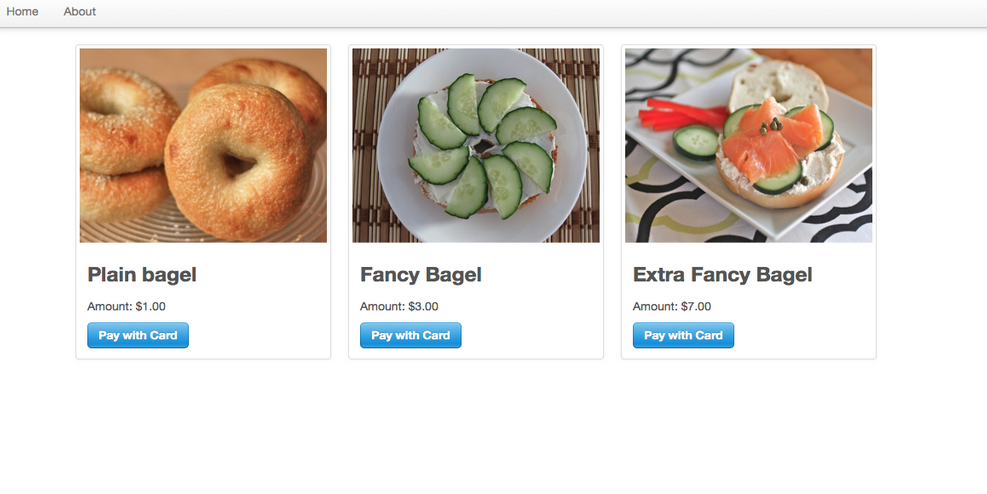 Home About
Plain bagel
Amount: $1.00
Pay with Card
Fancy Bagel
Amount: $3.00
Pay with Card
Extra Fancy Bagel
Amount: $7.00
Pay with Card